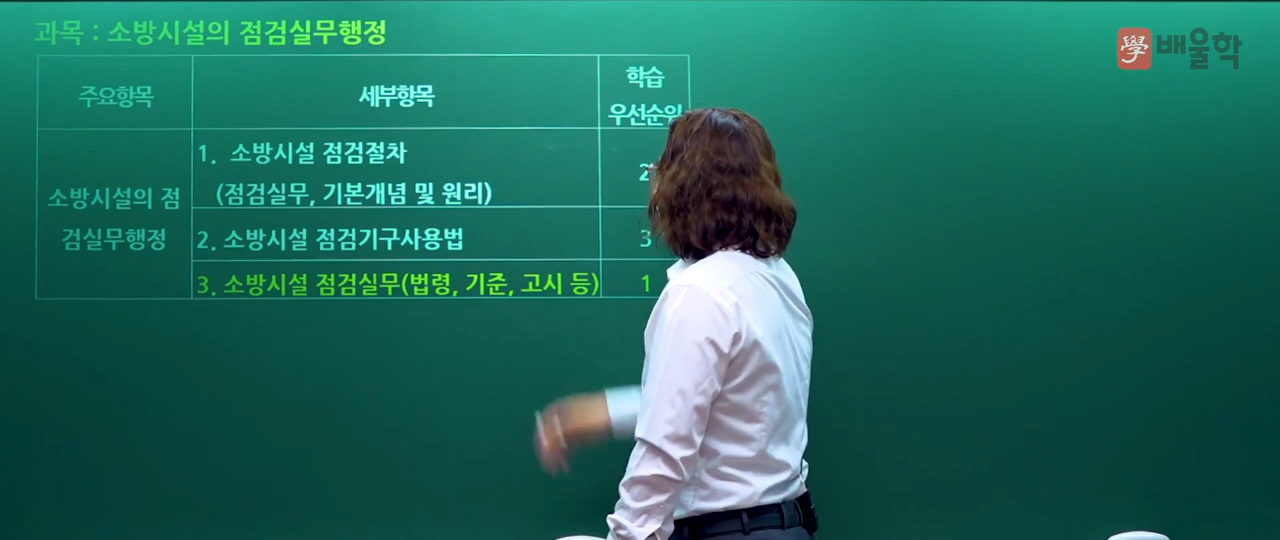 과목 : 소방시설의 점검실무행정
學 배울학
주요항목
세부항목
학습
우선순위
소방시설의 점
검실무행정
1. 소방시설 점검절차
(점검실무, 기본개념 및 원리)
2
2. 소방시설 점검기구사용법
3
3. 소방시설 점검실무(법령, 기준, 고시 등)
1